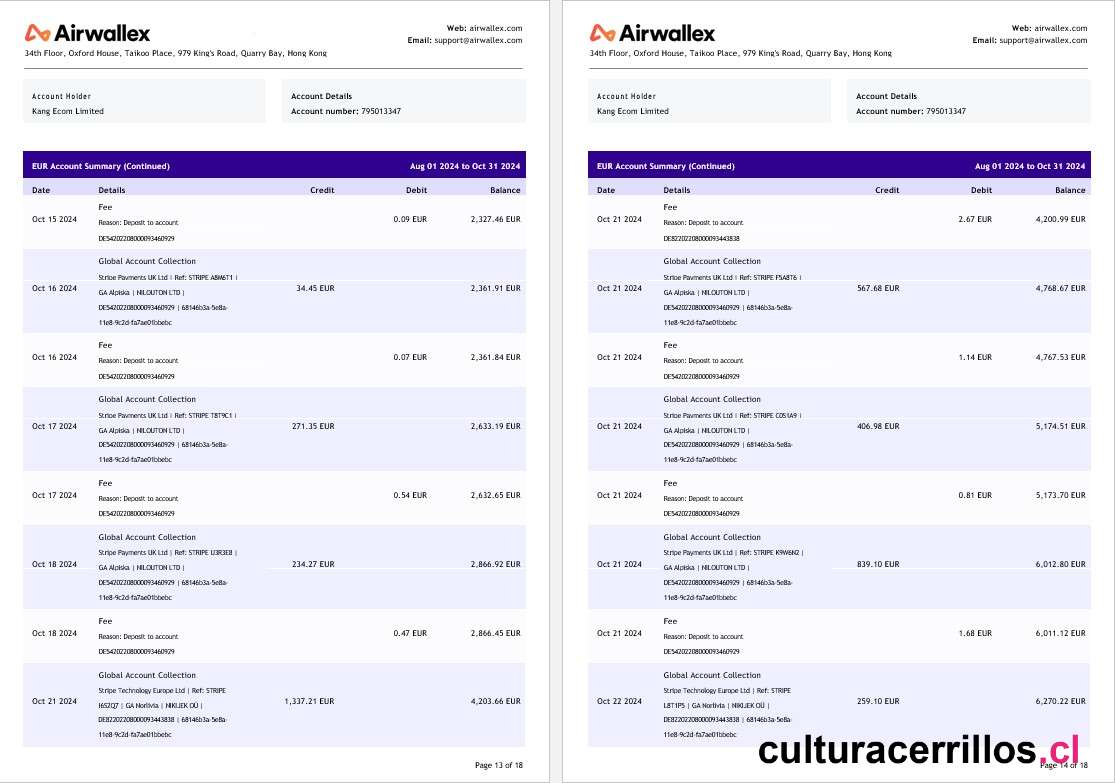 Airwallex
Web: airwallex.com
Email: support@airwallex.com
34th Floor, Oxford House, Taikoo Place, 979 King's Road, Quarry Bay, Hong Kong
Account Holder
Kang Ecom Limited
Account Details
Account number: 795013347
EUR Account Summary (Continued) Aug 01 2024 to Oct 31 2024
Date Details Credit Debit Balance
Fee
Oct 15 2024 Reason: Deposit to account 0.09 EUR 2,327.46 EUR
DE54202208000093460929
Global Account Collection
Stripe Payments UK Ltd | Ref: STRIPE A8M6T1 |
Oct 16 2024 GA Alpiska | NILOUTON LTD | 34.45 EUR 2,361.91 EUR
DE54202208000093460929 | 68146b3a-5e8a-
11e8-9c2d-fa7ae01bbebc
Fee
Oct 16 2024 Reason: Deposit to account 0.07 EUR 2,361.84 EUR
DE54202208000093460929
Global Account Collection
Stripe Payments UK Ltd | Ref: STRIPE T8T9C1 |
Oct 17 2024 GA Alpiska | NILOUTON LTD | 271.35 EUR 2,633.19 EUR
DE54202208000093460929 | 68146b3a-5e8a-
11e8-9c2d-fa7ae01bbebc
Fee
Oct 17 2024 Reason: Deposit to account 0.54 EUR 2,632.65 EUR
DE54202208000093460929
Global Account Collection
Stripe Payments UK Ltd | Ref: STRIPE U3R3E8 |
Oct 18 2024 GA Alpiska | NILOUTON LTD | 234.27 EUR 2,866.92 EUR
DE54202208000093460929 | 68146b3a-5e8a-
11e8-9c2d-fa7ae01bbebc
Fee
Oct 18 2024 Reason: Deposit to account 0.47 EUR 2,866.45 EUR
DE54202208000093460929
Global Account Collection
Stripe Technology Europe Ltd | Ref: STRIPE
Oct 21 2024 I6S2Q7 | GA Norlivia | NIKIJEK OÜ | 1,337.21 EUR 4,203.66 EUR
DE82202208000093443838 | 68146b3a-5e8a-
11e8-9c2d-fa7ae01bbebc
Page 13 of 18
Airwallex
Web: airwallex.com
Email: support@airwallex.com
34th Floor, Oxford House, Taikoo Place, 979 King's Road, Quarry Bay, Hong Kong
Account Holder
Kang Ecom Limited
Account Details
Account number: 795013347
EUR Account Summary (Continued) Aug 01 2024 to Oct 31 2024
Date Details Credit Debit Balance
Fee
Oct 21 2024 Reason: Deposit to account 2.67 EUR 4,200.99 EUR
DE82202208000093443838
Global Account Collection
Stripe Payments UK Ltd | Ref: STRIPE F5A8T6 |
Oct 21 2024 GA Alpiska | NILOUTON LTD | 567.68 EUR 4,768.67 EUR
DE54202208000093460929 | 68146b3a-5e8a-
11e8-9c2d-fa7ae01bbebc
Fee
Oct 21 2024 Reason: Deposit to account 1.14 EUR 4,767.53 EUR
DE54202208000093460929
Global Account Collection
Stripe Payments UK Ltd | Ref: STRIPE C0S1A9 |
Oct 21 2024 GA Alpiska | NILOUTON LTD | 406.98 EUR 5,174.51 EUR
DE54202208000093460929 | 68146b3a-5e8a-
11e8-9c2d-fa7ae01bbebc
Fee
Oct 21 2024 Reason: Deposit to account 0.81 EUR 5,173.70 EUR
DE54202208000093460929
Global Account Collection
Stripe Payments UK Ltd | Ref: STRIPE K9W6N2 |
Oct 21 2024 GA Alpiska | NILOUTON LTD | 839.10 EUR 6,012.80 EUR
DE54202208000093460929 | 68146b3a-5e8a-
11e8-9c2d-fa7ae01bbebc
Fee
Oct 21 2024 Reason: Deposit to account 1.68 EUR 6,011.12 EUR
DE54202208000093460929
Global Account Collection
Stripe Technology Europe Ltd | Ref: STRIPE
Oct 22 2024 L8T1P5 | GA Norlivia | NIKIJEK OÜ | 259.10 EUR 6,270.22 EUR
DE82202208000093443838 | 68146b3a-5e8a-
11e8-9c2d-fa7ae01bbebc
culturacerrillos.cl
Page 14 of 18